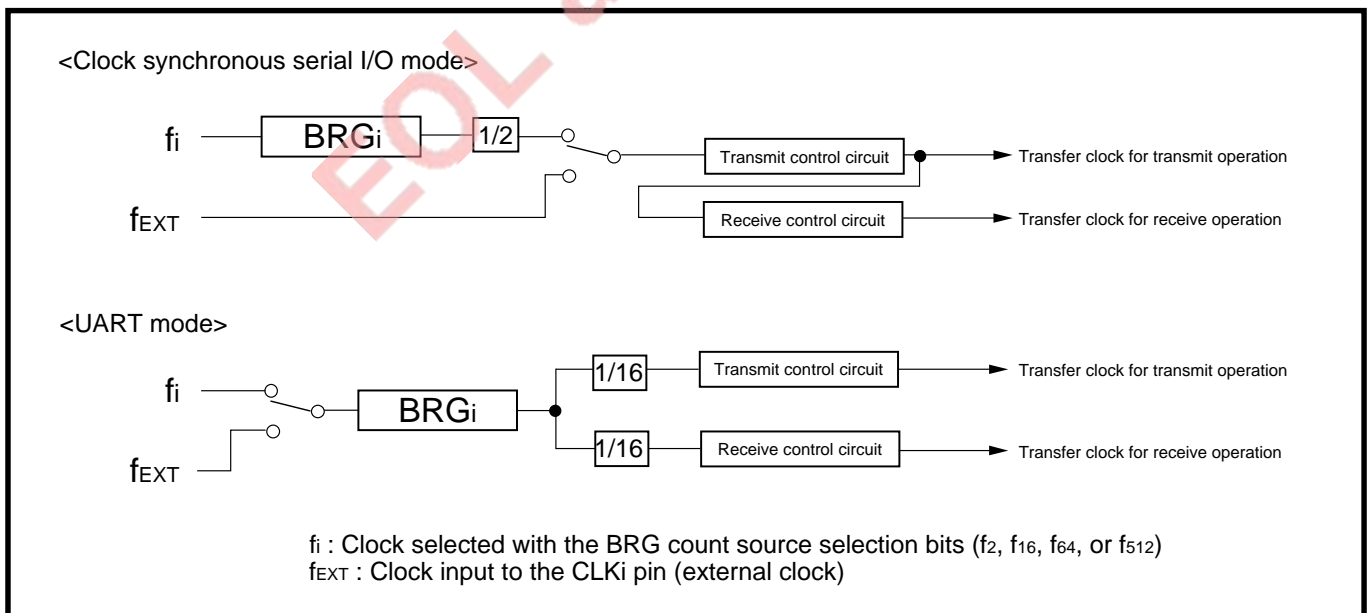 <Clock synchronous serial I/O mode>
fi
BRGi
1/2
Transmit control circuit
Transfer clock for transmit operation
fEXT
Receive control circuit
Transfer clock for receive operation
<UART mode>
fi
1/16
Transmit control circuit
Transfer clock for transmit operation
BRGi
fEXT
1/16
Receive control circuit
Transfer clock for receive operation
fi : Clock selected with the BRG count source selection bits (f2, f16, f64, or f512)
fEXT : Clock input to the CLKi pin (external clock)
EOL